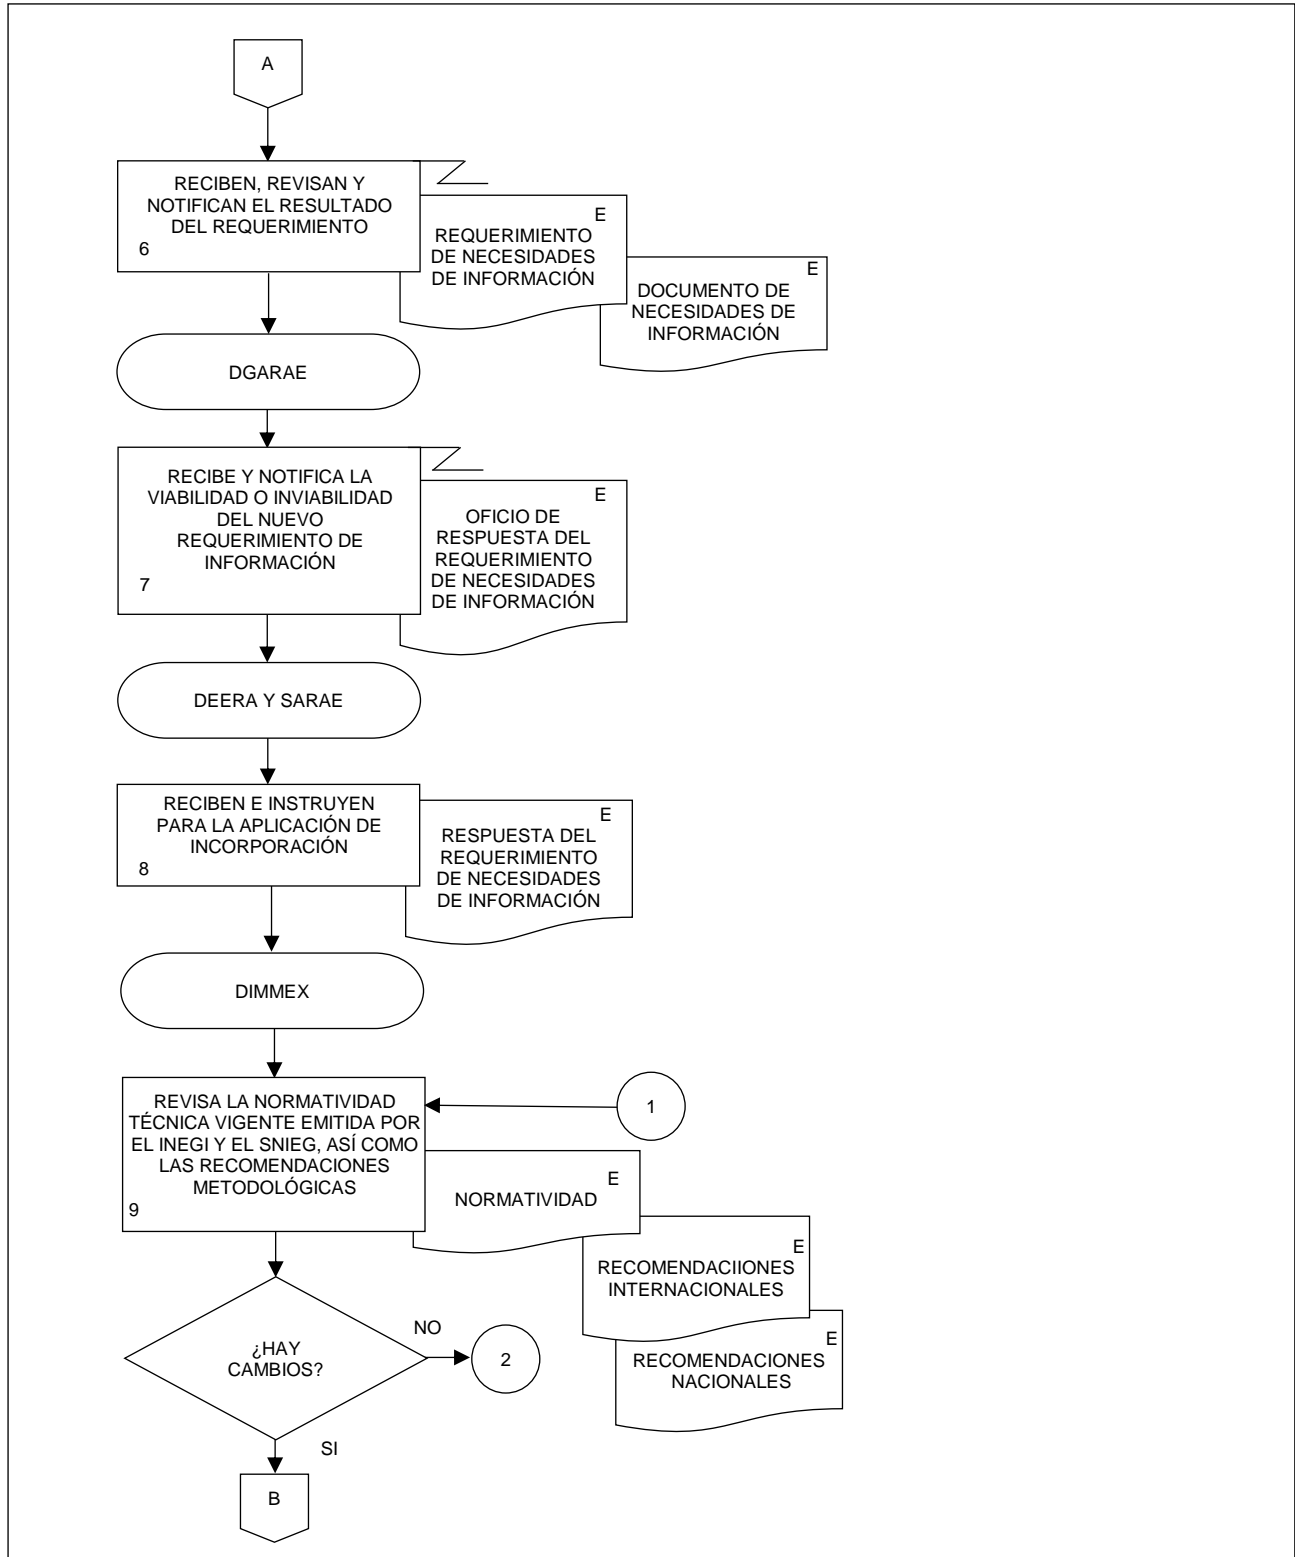 A
RECIBEN, REVISAN Y
NOTIFICAN EL RESULTADO
DEL REQUERIMIENTO
6
E
REQUERIMIENTO
DE NECESIDADES
DE INFORMACIÓN
E
DOCUMENTO DE
NECESIDADES DE
INFORMACIÓN
DGARAE
RECIBE Y NOTIFICA LA
VIABILIDAD O INVIABILIDAD
DEL NUEVO
REQUERIMIENTO DE
INFORMACIÓN
7
E
OFICIO DE
RESPUESTA DEL
REQUERIMIENTO
DE NECESIDADES
DE INFORMACIÓN
DEERA Y SARAE
RECIBEN E INSTRUYEN
PARA LA APLICACIÓN DE
INCORPORACIÓN
8
E
RESPUESTA DEL
REQUERIMIENTO
DE NECESIDADES
DE INFORMACIÓN
DIMMEX
REVISA LA NORMATIVIDAD
TÉCNICA VIGENTE EMITIDA POR
EL INEGI Y EL SNIEG, ASÍ COMO
LAS RECOMENDACIONES
METODOLÓGICAS
9
1
E
NORMATIVIDAD
E
RECOMENDACIIONES
INTERNACIONALES
E
RECOMENDACIONES
NACIONALES
¿HAY
CAMBIOS?
NO
2
SI
B